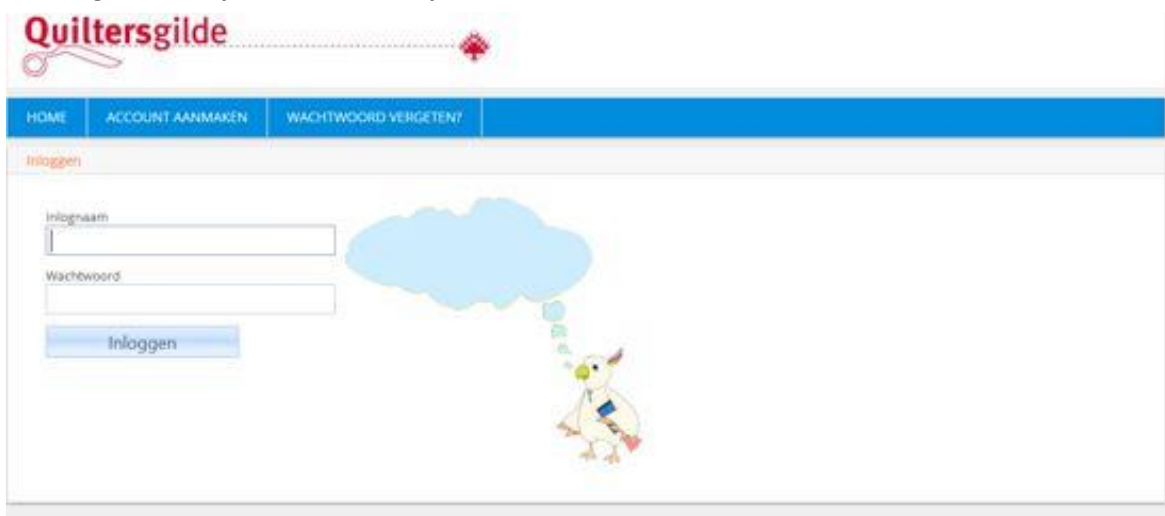 Quiltersgilde
HOME ACCOUNT AANMAKEN WACHTWOORD VERGETEN?
Inloggen
Inlognaam
Wachtwoord
Inloggen